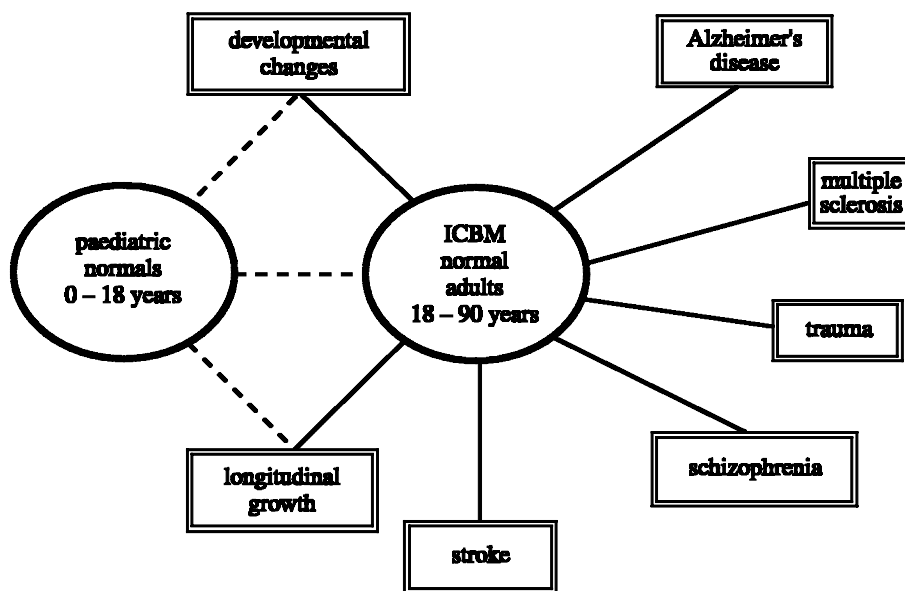 developmental
changes
Alzheimer's
disease
multiple
sclerosis
paediatric
normals
0 – 18 years
ICBM
normal
adults
18 – 90 years
trauma
schizophrenia
longitudinal
growth
stroke